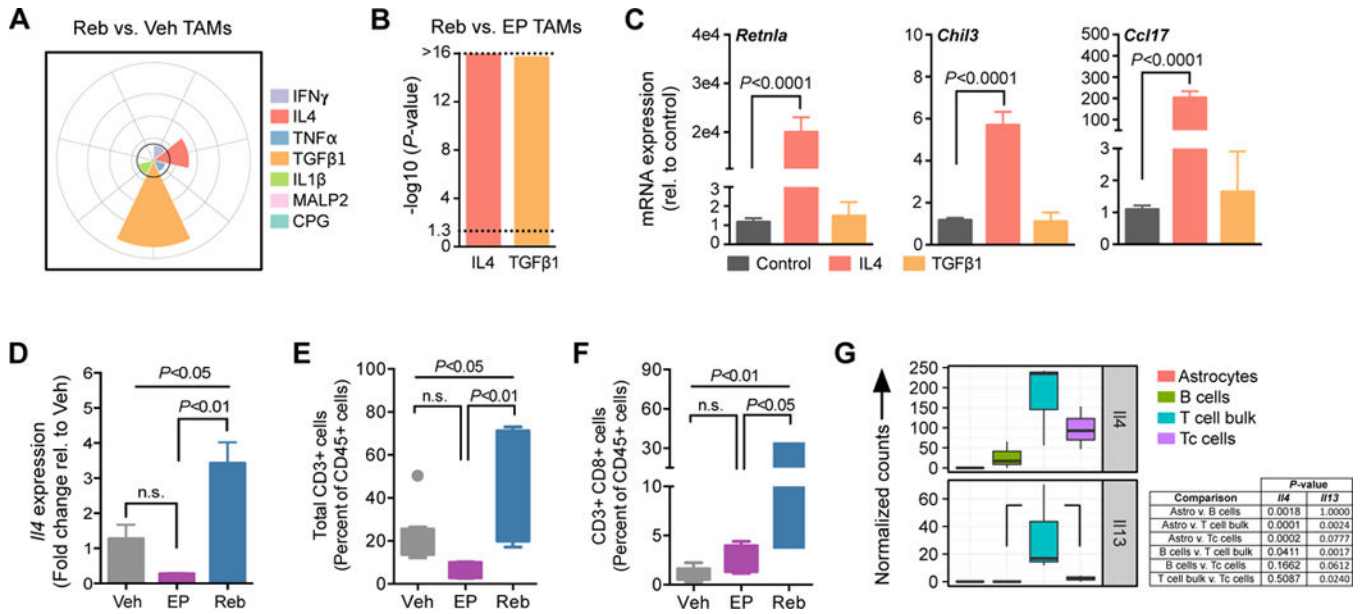 A
Reb vs. Veh TAMs
IFNγ
IL4
TNFα
TGFβ1
IL1β
MALP2
CPG
B
Reb vs. EP TAMs
-log10 (P-value)
>16
12
8
4
1.3
0
IL4 TGFβ1
C
mRNA expression
(rel. to control)
Retnla
4e4
3e4
2e4
3
2
1
0
P<0.0001
Chil3
10
8
6
4
2
0
P<0.0001
Ccl17
500
400
300
200
100
3
2
1
0
P<0.0001
Control IL4 TGFβ1
D
Il4 expression
(Fold change rel. to Veh)
6
5
4
3
2
1
0
P<0.05
P<0.01
n.s.
Veh EP Reb
E
Total CD3+ cells
(Percent of CD45+ cells)
100
80
60
40
20
0
P<0.05
n.s. P<0.01
Veh EP Reb
F
CD3+ CD8+ cells
(Percent of CD45+ cells)
90
75
60
45
30
15
4
2
0
P<0.01
n.s. P<0.05
Veh EP Reb
G
Normalized counts
250
200
150
100
50
0
Il4
60
40
20
0
Il13
Astrocytes
B cells
T cell bulk
Tc cells
P-value
Comparison Il4 Il13
Astro v. B cells 0.0018 1.0000
Astro v. T cell bulk 0.0001 0.0024
Astro v. Tc cells 0.0002 0.0777
B cells v. T cell bulk 0.0411 0.0017
B cells v. Tc cells 0.1662 0.0612
T cell bulk v. Tc cells 0.5087 0.0240